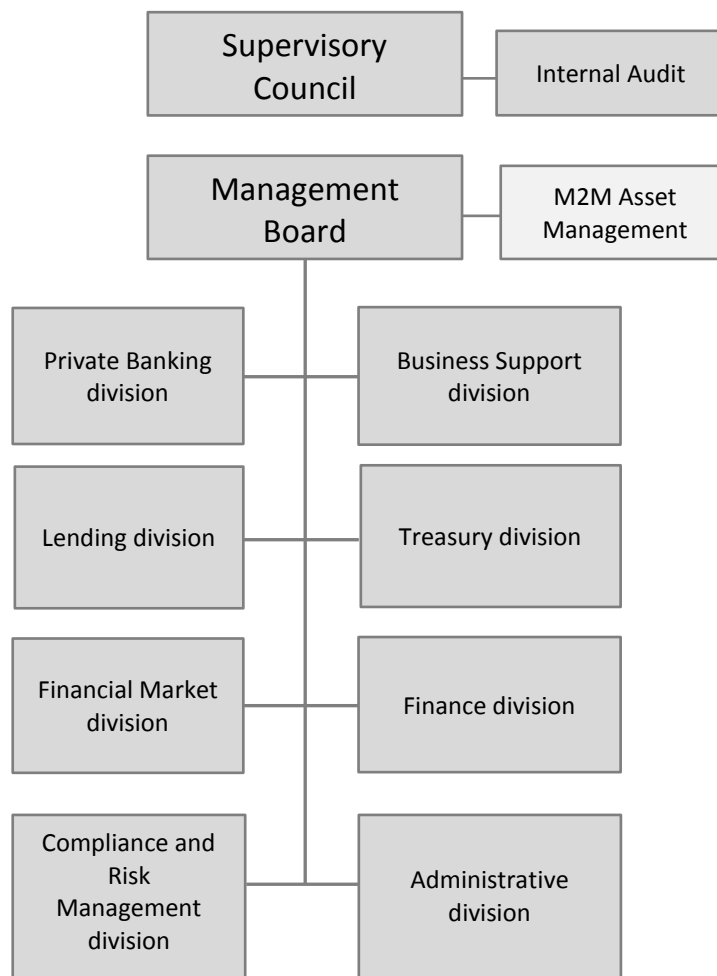 Supervisory
Council
Internal Audit
Management
Board
M2M Asset
Management
Private Banking
division
Business Support
division
Lending division
Treasury division
Financial Market
division
Finance division
Compliance and
Risk
Management
division
Administrative
division